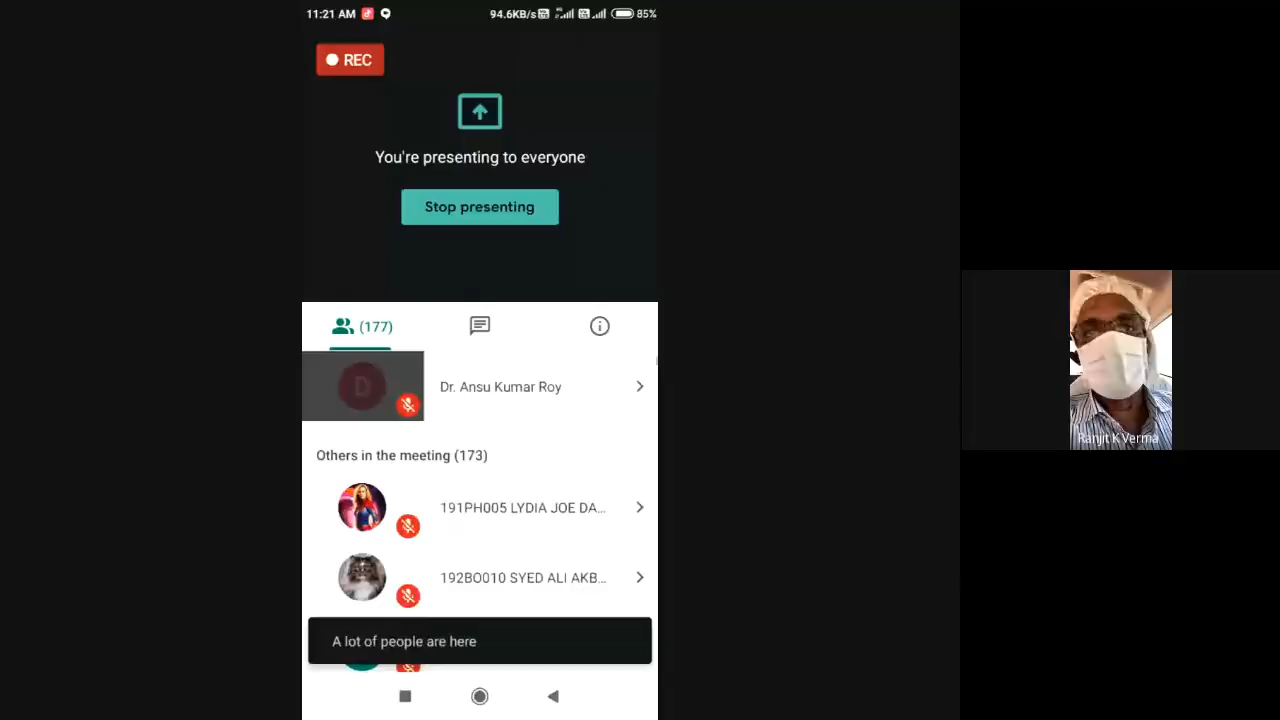 11:21 AM 94.6KB/s 85%
REC
You're presenting to everyone
Stop presenting
(177)
D
Dr. Ansu Kumar Roy
Others in the meeting (173)
191PH005 LYDIA JOE DA...
192BO010 SYED ALI AKB...
A lot of people are here
Ranjit K Verma